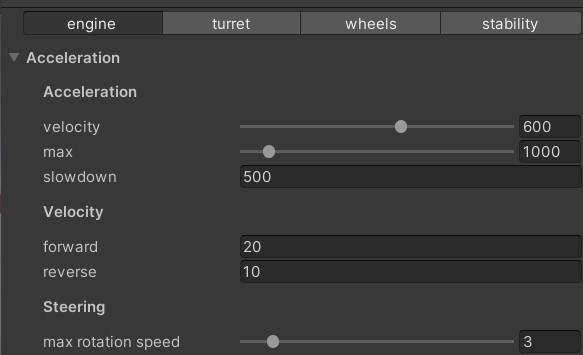 engine turret wheels stability
Acceleration
Acceleration
velocity 600
max 1000
slowdown 500
Velocity
forward 20
reverse 10
Steering
max rotation speed 3